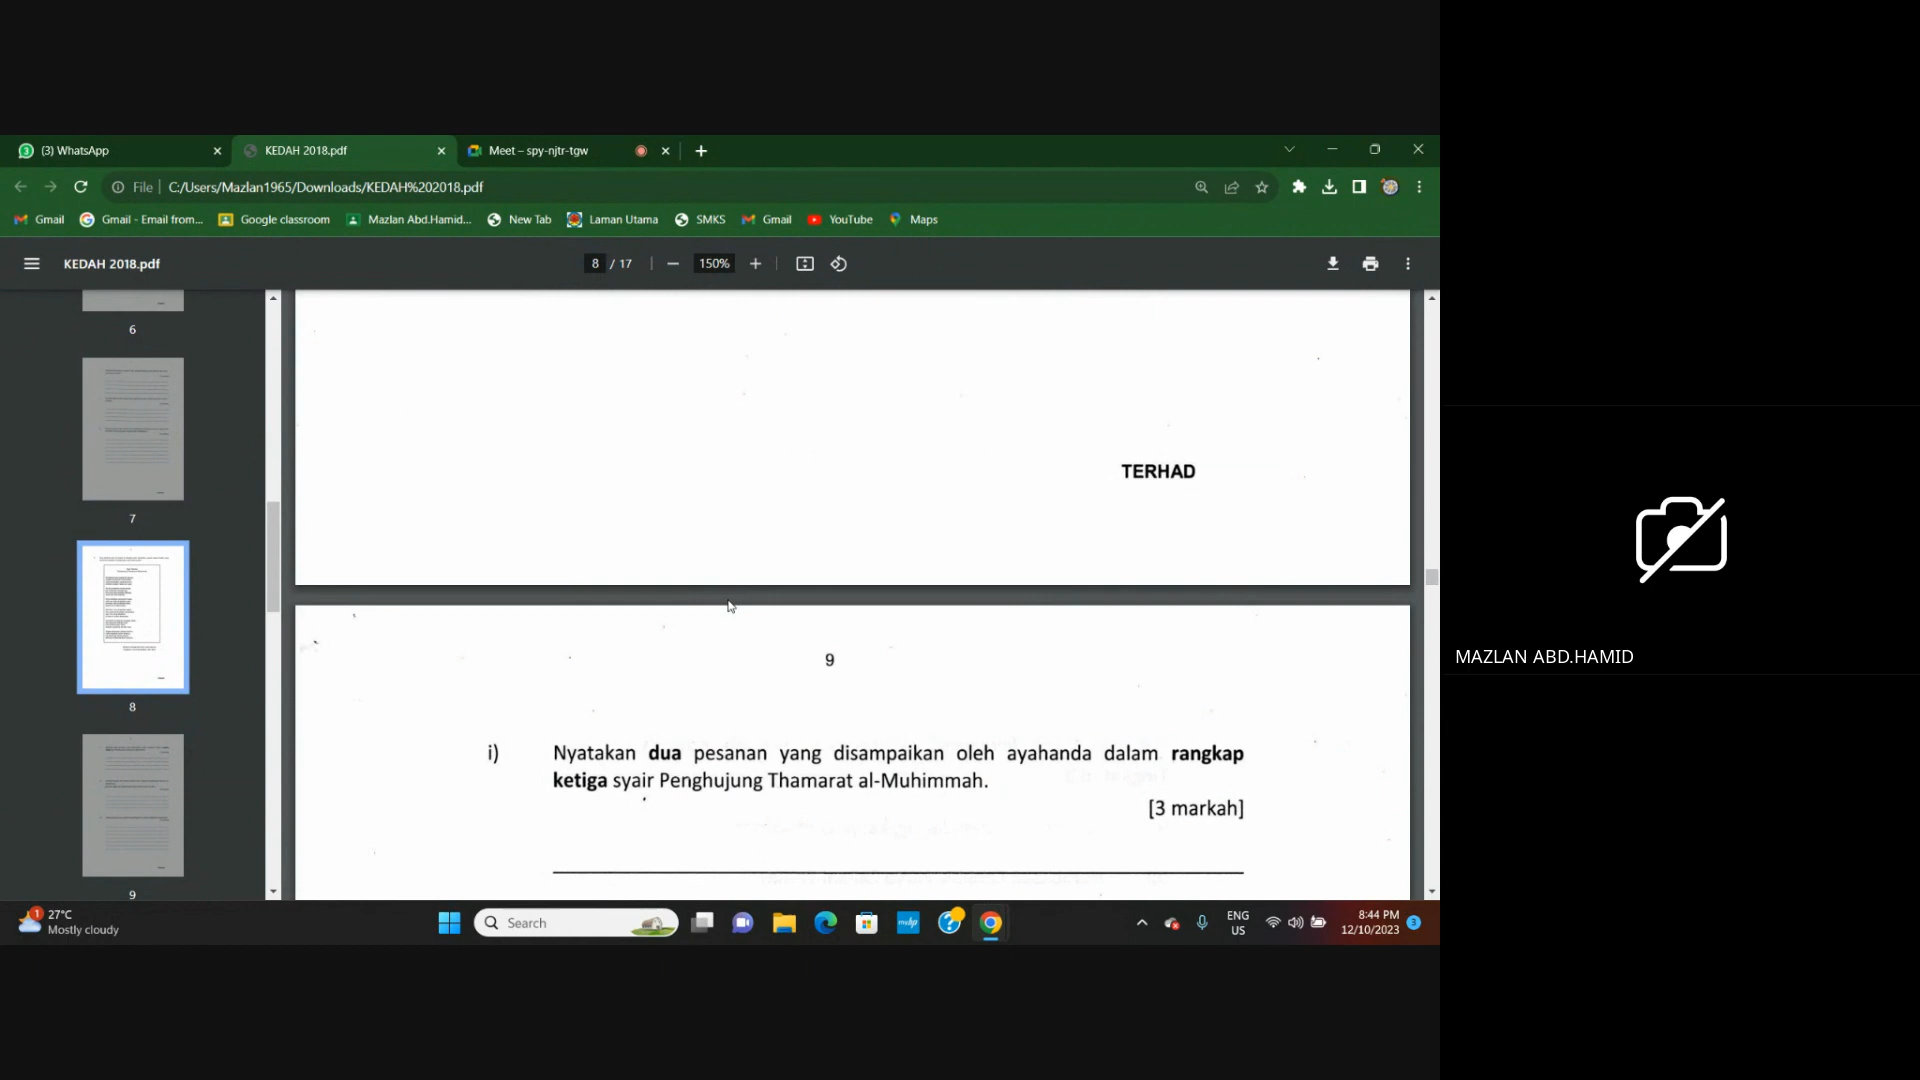 (3) WhatsApp
KEDAH 2018.pdf
Meet – spy-njtr-tgw
File
C:/Users/Mazlan1965/Downloads/KEDAH%202018.pdf
Gmail
Gmail - Email from...
Google classroom
Mazlan Abd.Hamid...
New Tab
Laman Utama
SMKS
Gmail
YouTube
Maps
KEDAH 2018.pdf
8 / 17
150%
6
7
8
9
TERHAD
9
i) Nyatakan dua pesanan yang disampaikan oleh ayahanda dalam rangkap
ketiga syair Penghujung Thamarat al-Muhimmah.
[3 markah]
MAZLAN ABD.HAMID
1
27°C
Mostly cloudy
Search
ENG
US
8:44 PM
12/10/2023
3